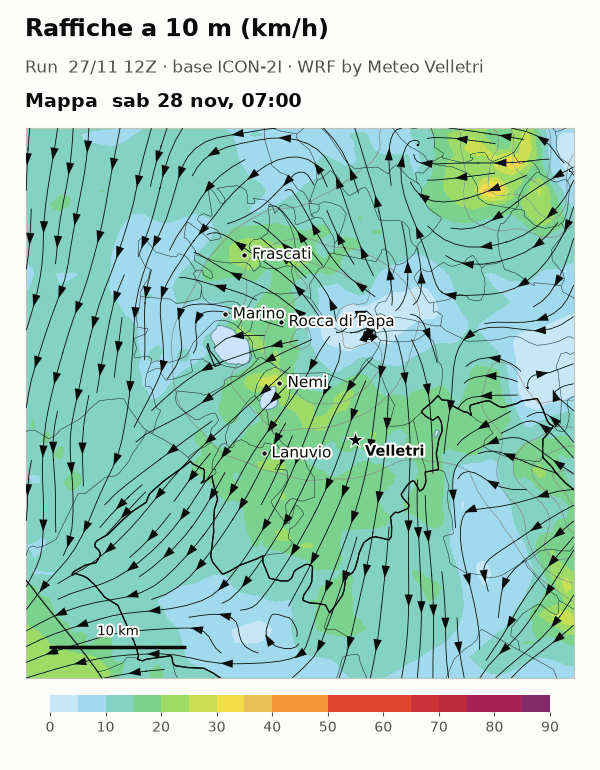 Raffiche a 10 m (km/h)
Run 27/11 12Z · base ICON-2I · WRF by Meteo Velletri
Mappa sab 28 nov, 07:00
Frascati
Marino
Rocca di Papa
Nemi
Velletri
Lanuvio
10 km
0 10 20 30 40 50 60 70 80 90